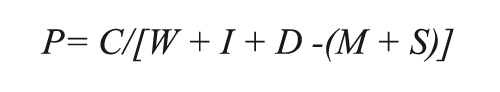 P= C/[W + I + D -(M + S)]